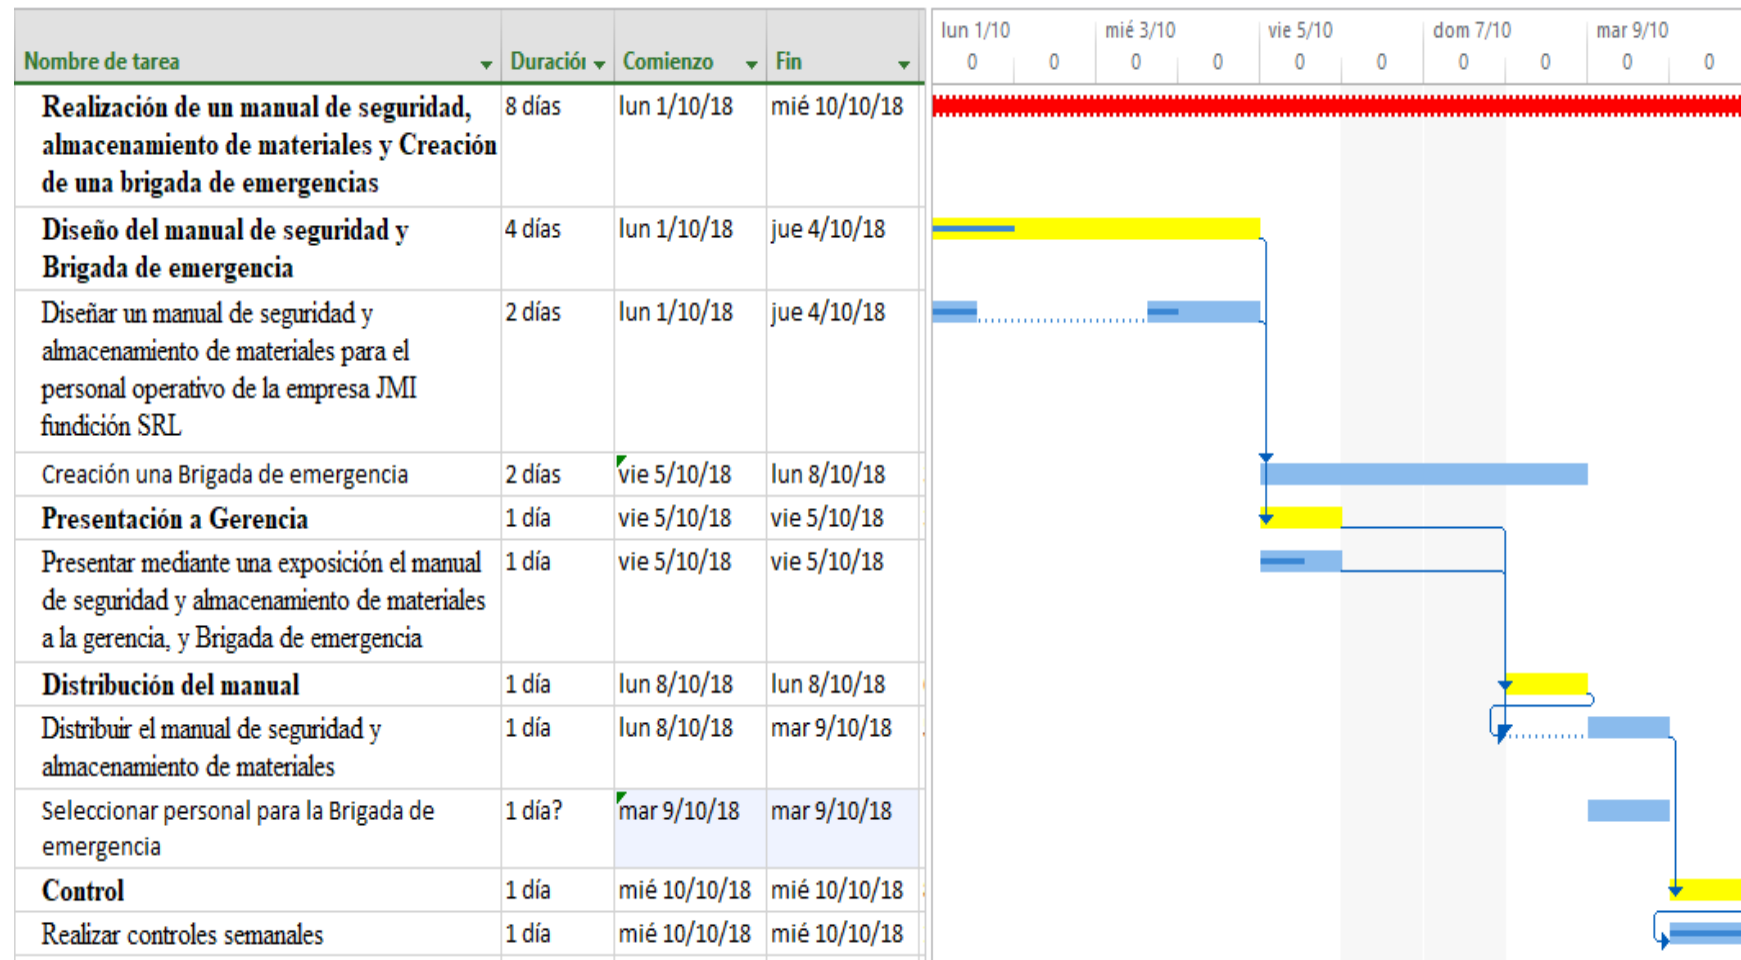 Nombre de tarea Duración Comienzo Fin
lun 1/10 mié 3/10 vie 5/10 dom 7/10 mar 9/10
0 0 0 0 0 0 0 0 0 0
Realización de un manual de seguridad, 8 días lun 1/10/18 mié 10/10/18
almacenamiento de materiales y Creación
de una brigada de emergencias
Diseño del manual de seguridad y 4 días lun 1/10/18 jue 4/10/18
Brigada de emergencia
Diseñar un manual de seguridad y 2 días lun 1/10/18 jue 4/10/18
almacenamiento de materiales para el
personal operativo de la empresa JMI
fundición SRL
Creación una Brigada de emergencia 2 días vie 5/10/18 lun 8/10/18
Presentación a Gerencia 1 día vie 5/10/18 vie 5/10/18
Presentar mediante una exposición el manual 1 día vie 5/10/18 vie 5/10/18
de seguridad y almacenamiento de materiales
a la gerencia, y Brigada de emergencia
Distribución del manual 1 día lun 8/10/18 lun 8/10/18
Distribuir el manual de seguridad y 1 día lun 8/10/18 mar 9/10/18
almacenamiento de materiales
Seleccionar personal para la Brigada de 1 día? mar 9/10/18 mar 9/10/18
emergencia
Control 1 día mié 10/10/18 mié 10/10/18
Realizar controles semanales 1 día mié 10/10/18 mié 10/10/18